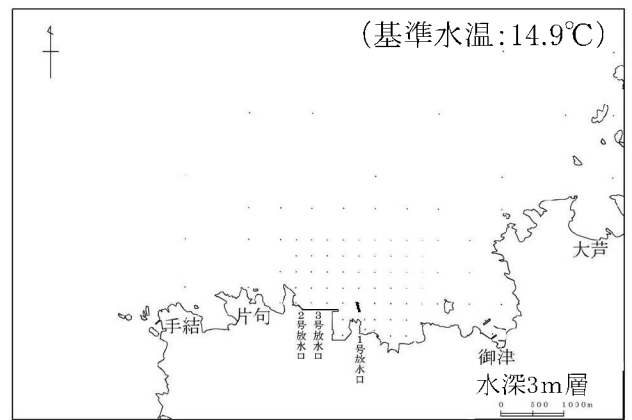 (基準水温:14.9℃)
大芦
手結
片句
2号放水口
3号放水口
1号放水口
御津
水深3m層
0 500 1000m